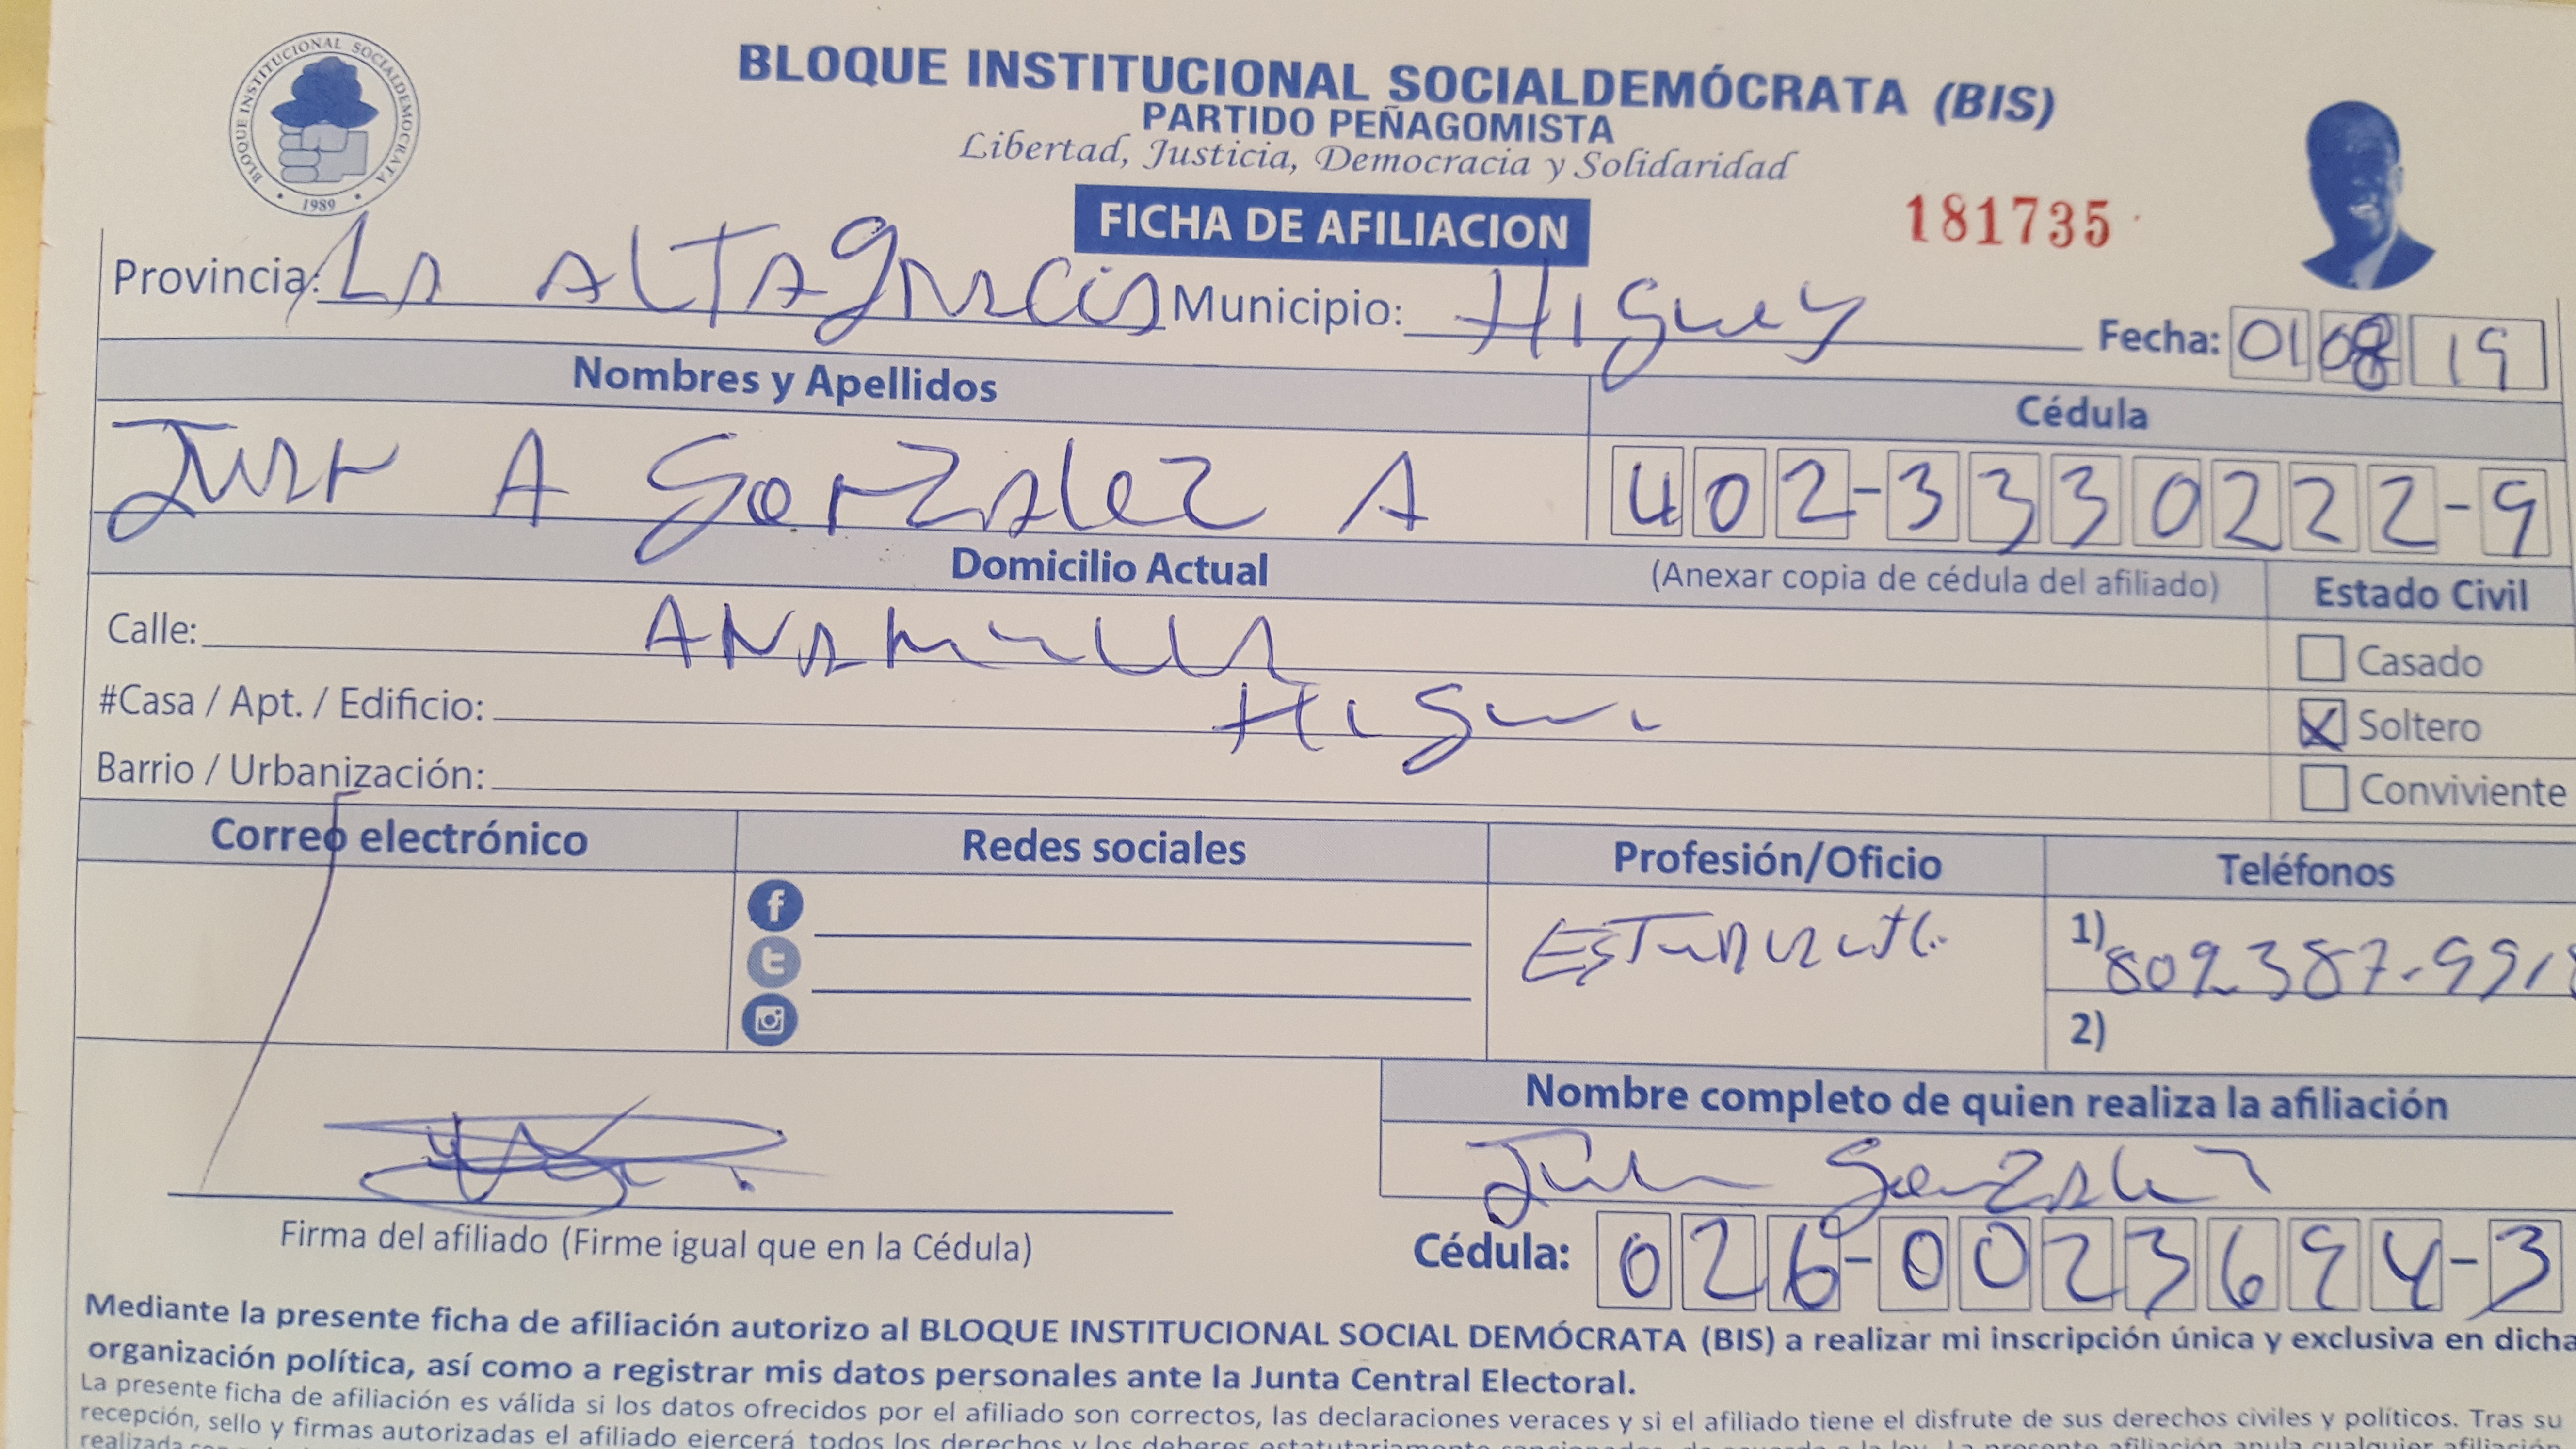 BLOQUE INSTITUCIONAL SOCIALDEMOCRATA
1989
BLOQUE INSTITUCIONAL SOCIALDEMÓCRATA (BIS)
PARTIDO PEÑAGOMISTA
Libertad, Justicia, Democracia y Solidaridad
FICHA DE AFILIACION
181735
Provincia: LA ALTAgracia Municipio: HIguey Fecha: 01 08 19
Nombres y Apellidos Cédula
Juan A GonzAlez A 402-3330222-9
Domicilio Actual (Anexar copia de cédula del afiliado) Estado Civil
Calle:
Casado
#Casa / Apt. / Edificio: Higuey
X Soltero
Barrio / Urbanización:
Conviviente
Correo electrónico Redes sociales Profesión/Oficio Teléfonos
f
t
ESTuDiante
1) 809 387-991
2)
Nombre completo de quien realiza la afiliación
GonzAlez
Firma del afiliado (Firme igual que en la Cédula)
Cédula: 026-0023694-3
Mediante la presente ficha de afiliación autorizo al BLOQUE INSTITUCIONAL SOCIAL DEMÓCRATA (BIS) a realizar mi inscripción única y exclusiva en dicha
organización política, así como a registrar mis datos personales ante la Junta Central Electoral.
La presente ficha de afiliación es válida si los datos ofrecidos por el afiliado son correctos, las declaraciones veraces y si el afiliado tiene el disfrute de sus derechos civiles y políticos. Tras su
recepción, sello y firmas autorizadas el afiliado ejercerá todos los derechos y los deberes